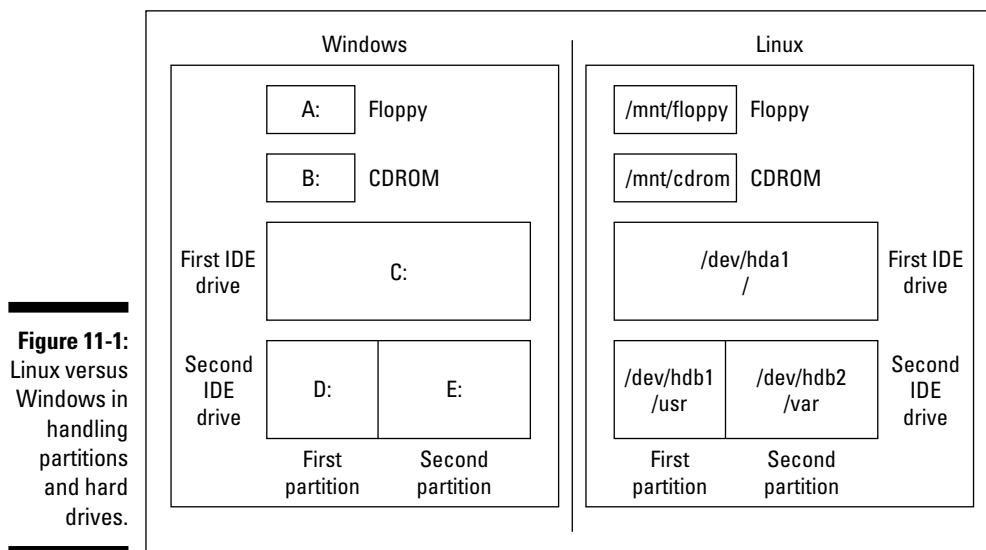 Windows
A: Floppy
B: CDROM
First IDE
drive
C:
Second
IDE
drive
D: E:
First
partition
Second
partition
Linux
/mnt/floppy Floppy
/mnt/cdrom CDROM
/dev/hda1
/
First IDE
drive
/dev/hdb1
/usr
/dev/hdb2
/var
Second
IDE
drive
First
partition
Second
partition
Figure 11-1:
Linux versus
Windows in
handling
partitions
and hard
drives.